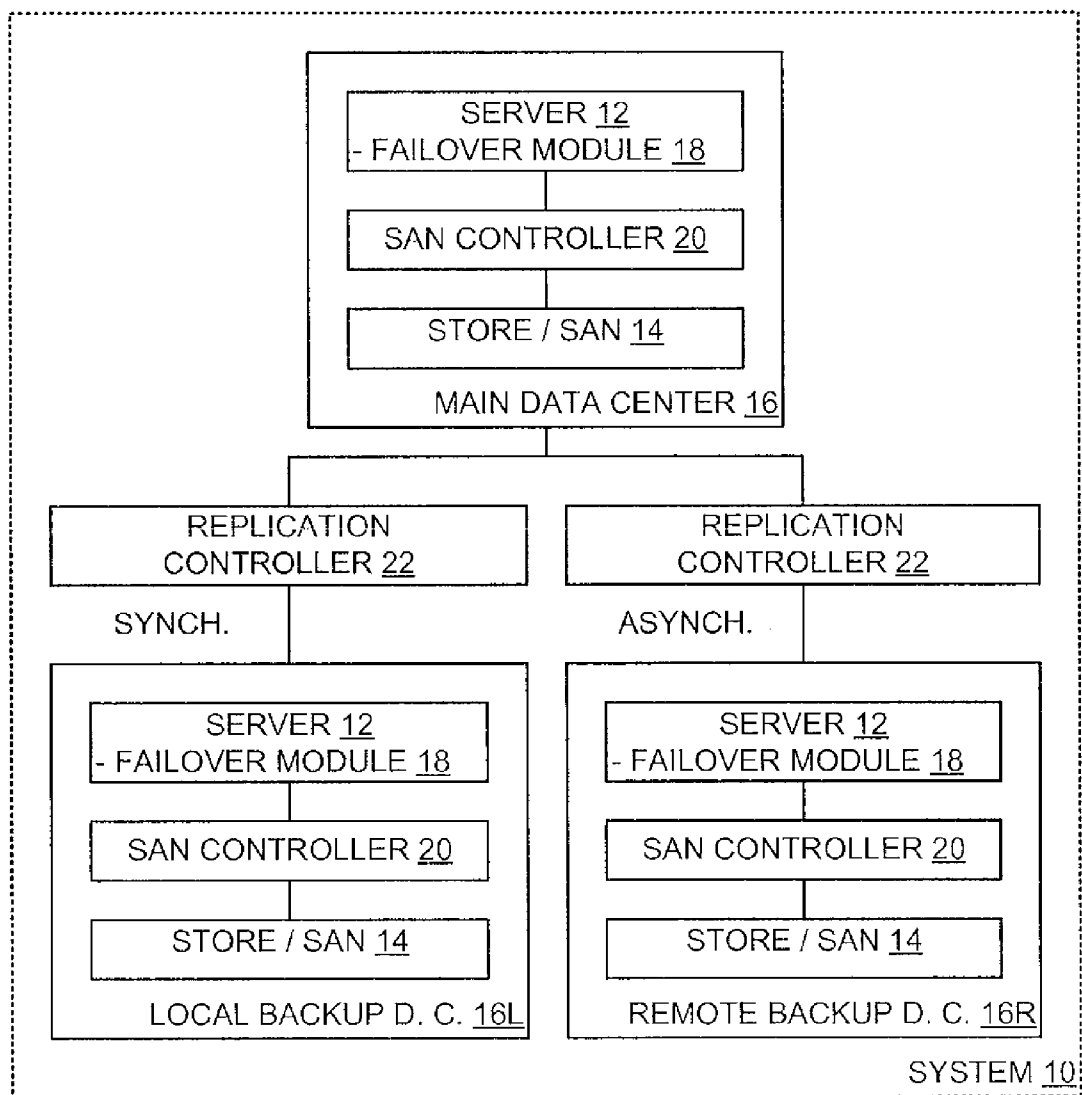 SERVER 12
- FAILOVER MODULE 18
SAN CONTROLLER 20
STORE / SAN 14
MAIN DATA CENTER 16
REPLICATION
CONTROLLER 22
REPLICATION
CONTROLLER 22
SYNCH.
ASYNCH.
SERVER 12
- FAILOVER MODULE 18
SAN CONTROLLER 20
STORE / SAN 14
LOCAL BACKUP D. C. 16L
SERVER 12
- FAILOVER MODULE 18
SAN CONTROLLER 20
STORE / SAN 14
REMOTE BACKUP D. C. 16R
SYSTEM 10